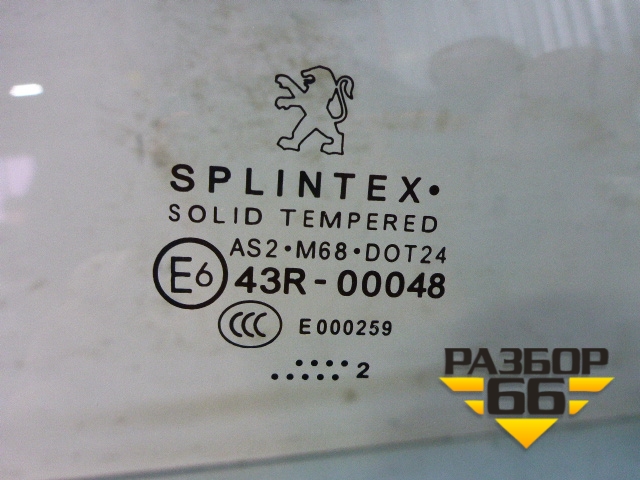 SPLINTEX•
SOLID TEMPERED
AS2•M68•DOT24
E6 43R-00048
CCC E000259
2
РАЗБОР
66